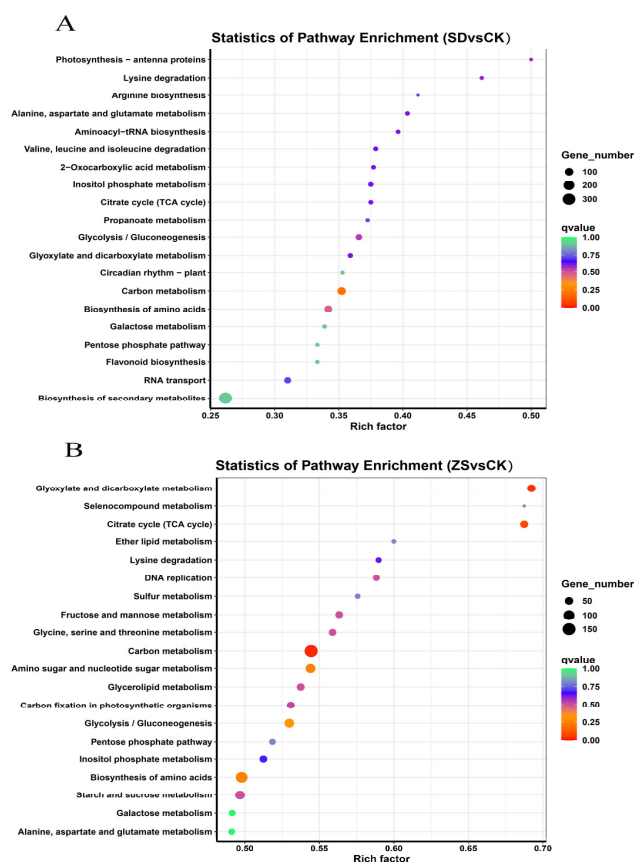 A
Statistics of Pathway Enrichment (SDvsCK)
Photosynthesis − antenna proteins
Lysine degradation
Arginine biosynthesis
Alanine, aspartate and glutamate metabolism
Aminoacyl−tRNA biosynthesis
Valine, leucine and isoleucine degradation
2−Oxocarboxylic acid metabolism
Inositol phosphate metabolism
Citrate cycle (TCA cycle)
Propanoate metabolism
Glycolysis / Gluconeogenesis
Glyoxylate and dicarboxylate metabolism
Circadian rhythm − plant
Carbon metabolism
Biosynthesis of amino acids
Galactose metabolism
Pentose phosphate pathway
Flavonoid biosynthesis
RNA transport
Biosynthesis of secondary metabolites
0.25 0.30 0.35 0.40 0.45 0.50
Rich factor
Gene_number
100
200
300
qvalue
1.00
0.75
0.50
0.25
0.00
B
Statistics of Pathway Enrichment (ZSvsCK)
Glyoxylate and dicarboxylate metabolism
Selenocompound metabolism
Citrate cycle (TCA cycle)
Ether lipid metabolism
Lysine degradation
DNA replication
Sulfur metabolism
Fructose and mannose metabolism
Glycine, serine and threonine metabolism
Carbon metabolism
Amino sugar and nucleotide sugar metabolism
Glycerolipid metabolism
Carbon fixation in photosynthetic organisms
Glycolysis / Gluconeogenesis
Pentose phosphate pathway
Inositol phosphate metabolism
Biosynthesis of amino acids
Starch and sucrose metabolism
Galactose metabolism
Alanine, aspartate and glutamate metabolism
0.50 0.55 0.60 0.65 0.70
Rich factor
Gene_number
50
100
150
qvalue
1.00
0.75
0.50
0.25
0.00